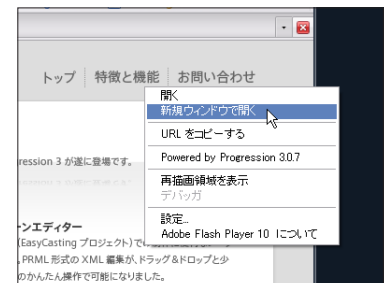 トップ 特徴と機能 お問い合わせ
開く
新規ウィンドウで開く
URL をコピーする
ression 3 が遂に登場です。
Powered by Progression 3.0.7
再描画領域を表示
デバッガ
設定...
ーンエディター
Adobe Flash Player 10 について
(EasyCasting プロジェクト)で
PRML 形式の XML 編集が、ドラッグ&ドロップと少
のかんたん操作で可能になりました。